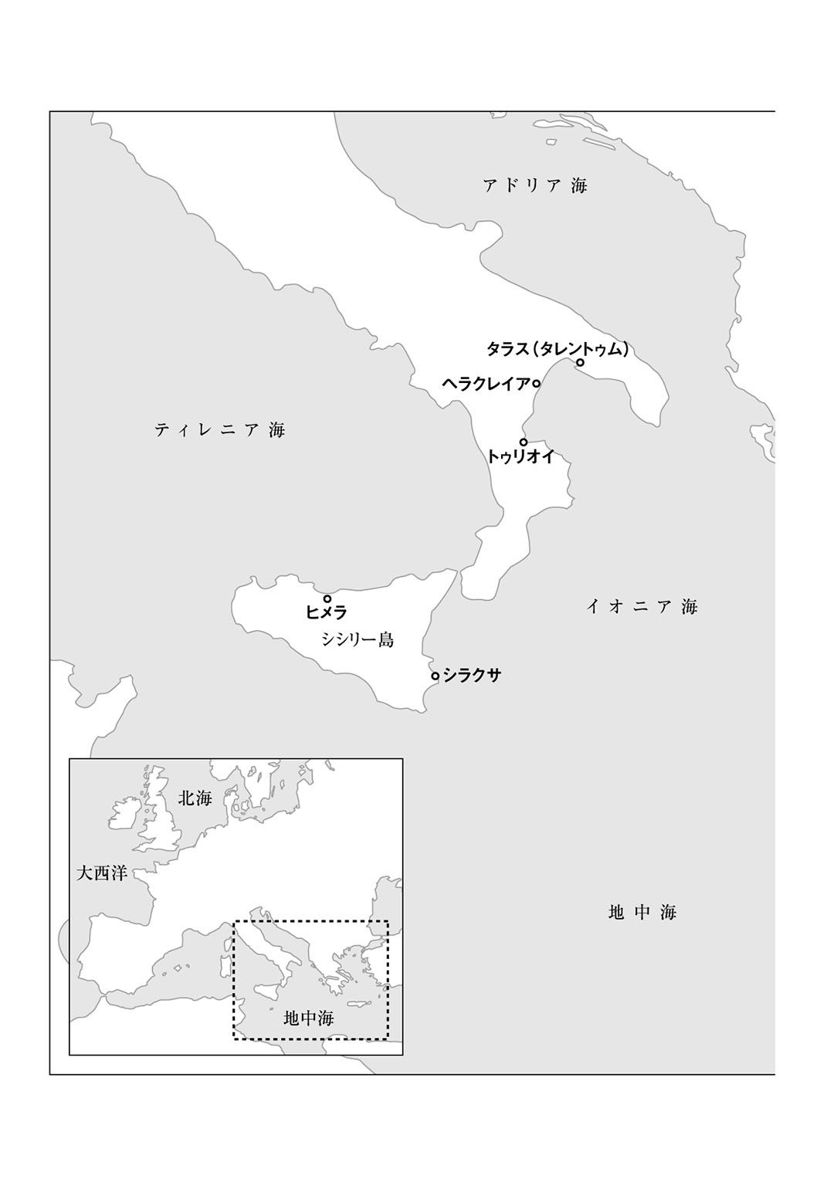 アドリア海
タラス(タレントゥム)
ヘラクレイア
ティレニア海
トゥリオイ
イオニア海
ヒメラ
シシリー島
シラクサ
北海
大西洋
地中海
地中海